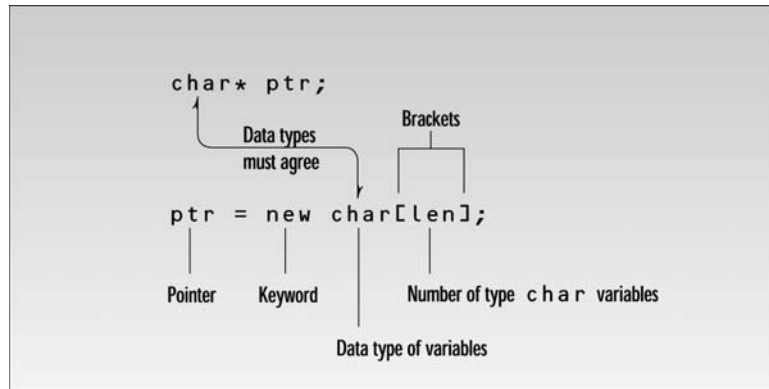 char* ptr;
Brackets
Data types
must agree
ptr = new char[len];
Pointer
Keyword
Number of type char variables
Data type of variables